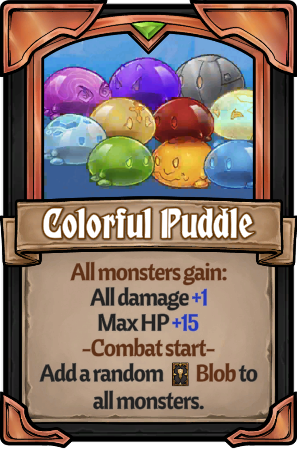 Colorful Puddle
All monsters gain:
All damage +1
Max HP +15
-Combat start-
Add a random Blob to
all monsters.